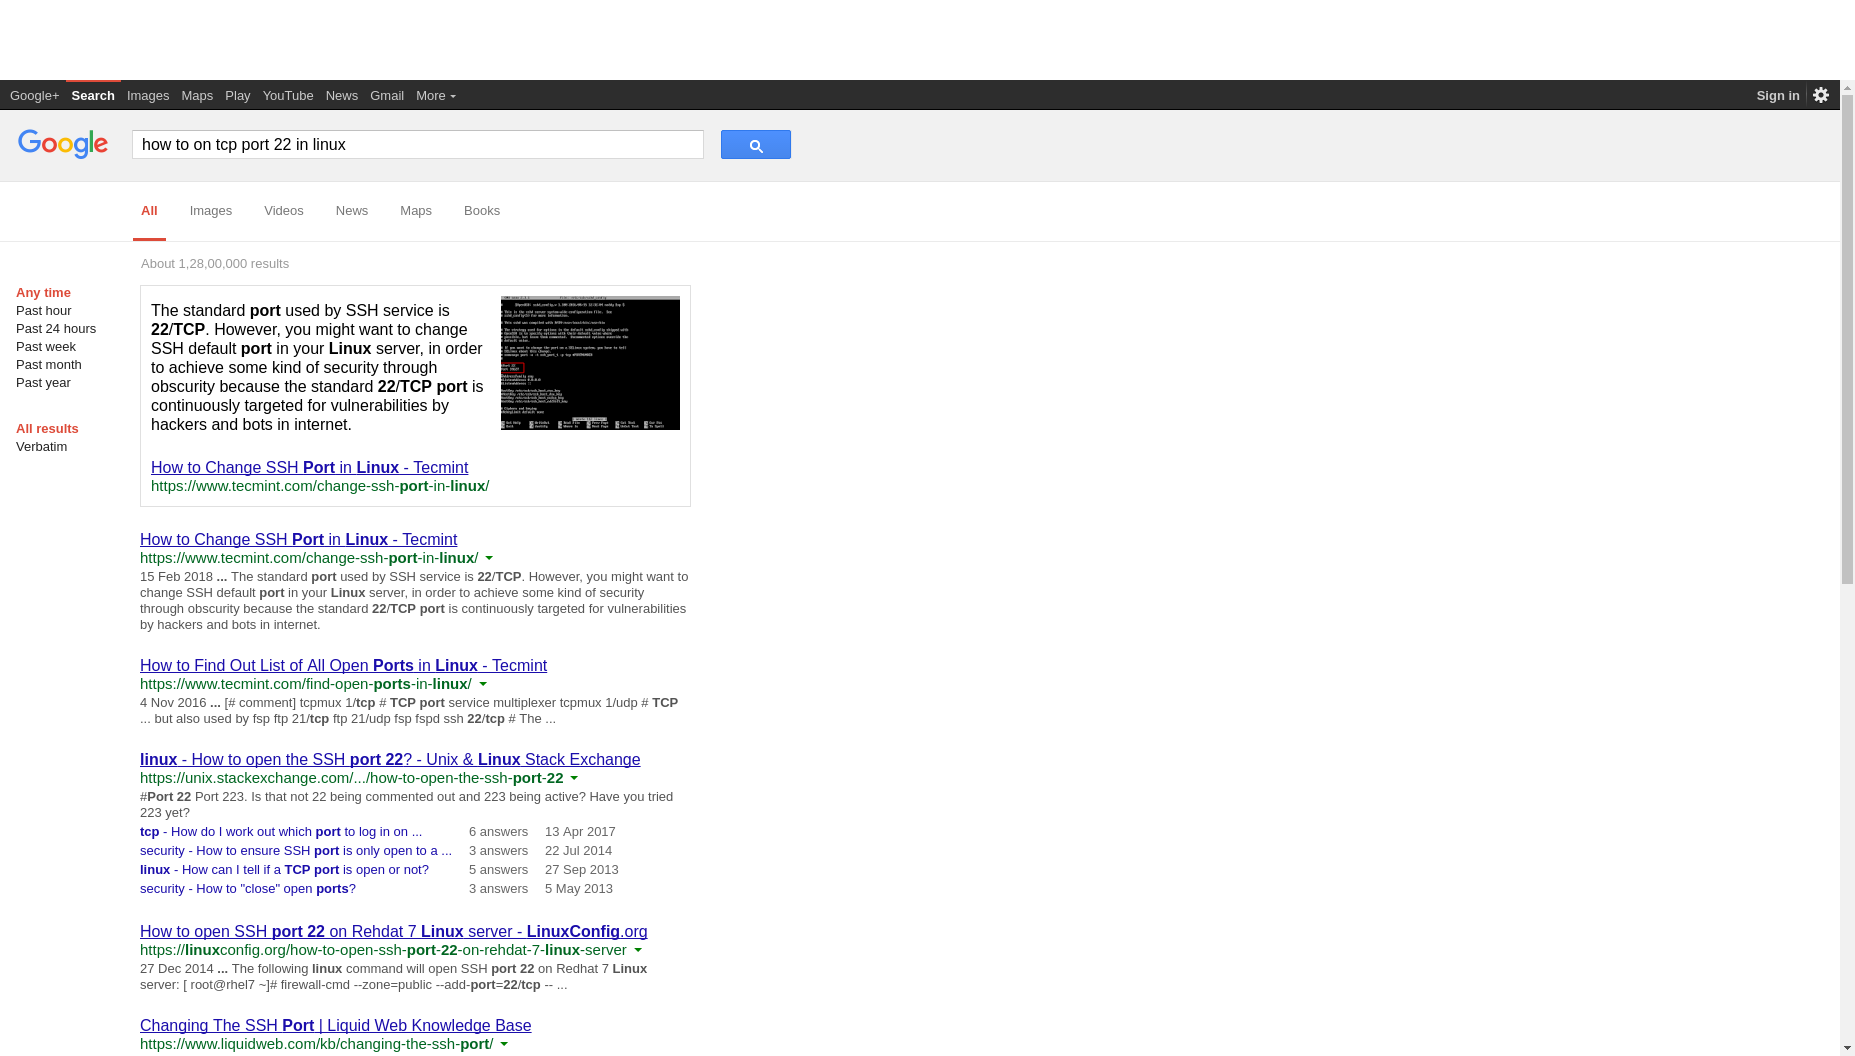 Google+ Search Images Maps Play YouTube News Gmail More Sign in
Google how to on tcp port 22 in linux
All Images Videos News Maps Books
About 1,28,00,000 results
Any time
Past hour
Past 24 hours
Past week
Past month
Past year
All results
Verbatim
The standard port used by SSH service is
22/TCP. However, you might want to change
SSH default port in your Linux server, in order
to achieve some kind of security through
obscurity because the standard 22/TCP port is
continuously targeted for vulnerabilities by
hackers and bots in internet.
How to Change SSH Port in Linux - Tecmint
https://www.tecmint.com/change-ssh-port-in-linux/
How to Change SSH Port in Linux - Tecmint
https://www.tecmint.com/change-ssh-port-in-linux/
15 Feb 2018 ... The standard port used by SSH service is 22/TCP. However, you might want to
change SSH default port in your Linux server, in order to achieve some kind of security
through obscurity because the standard 22/TCP port is continuously targeted for vulnerabilities
by hackers and bots in internet.
How to Find Out List of All Open Ports in Linux - Tecmint
https://www.tecmint.com/find-open-ports-in-linux/
4 Nov 2016 ... [# comment] tcpmux 1/tcp # TCP port service multiplexer tcpmux 1/udp # TCP
... but also used by fsp ftp 21/tcp ftp 21/udp fsp fspd ssh 22/tcp # The ...
linux - How to open the SSH port 22? - Unix & Linux Stack Exchange
https://unix.stackexchange.com/.../how-to-open-the-ssh-port-22
#Port 22 Port 223. Is that not 22 being commented out and 223 being active? Have you tried
223 yet?
tcp - How do I work out which port to log in on ... 6 answers 13 Apr 2017
security - How to ensure SSH port is only open to a ... 3 answers 22 Jul 2014
linux - How can I tell if a TCP port is open or not? 5 answers 27 Sep 2013
security - How to "close" open ports? 3 answers 5 May 2013
How to open SSH port 22 on Rehdat 7 Linux server - LinuxConfig.org
https://linuxconfig.org/how-to-open-ssh-port-22-on-rehdat-7-linux-server
27 Dec 2014 ... The following linux command will open SSH port 22 on Redhat 7 Linux
server: [ root@rhel7 ~]# firewall-cmd --zone=public --add-port=22/tcp -- ...
Changing The SSH Port | Liquid Web Knowledge Base
https://www.liquidweb.com/kb/changing-the-ssh-port/